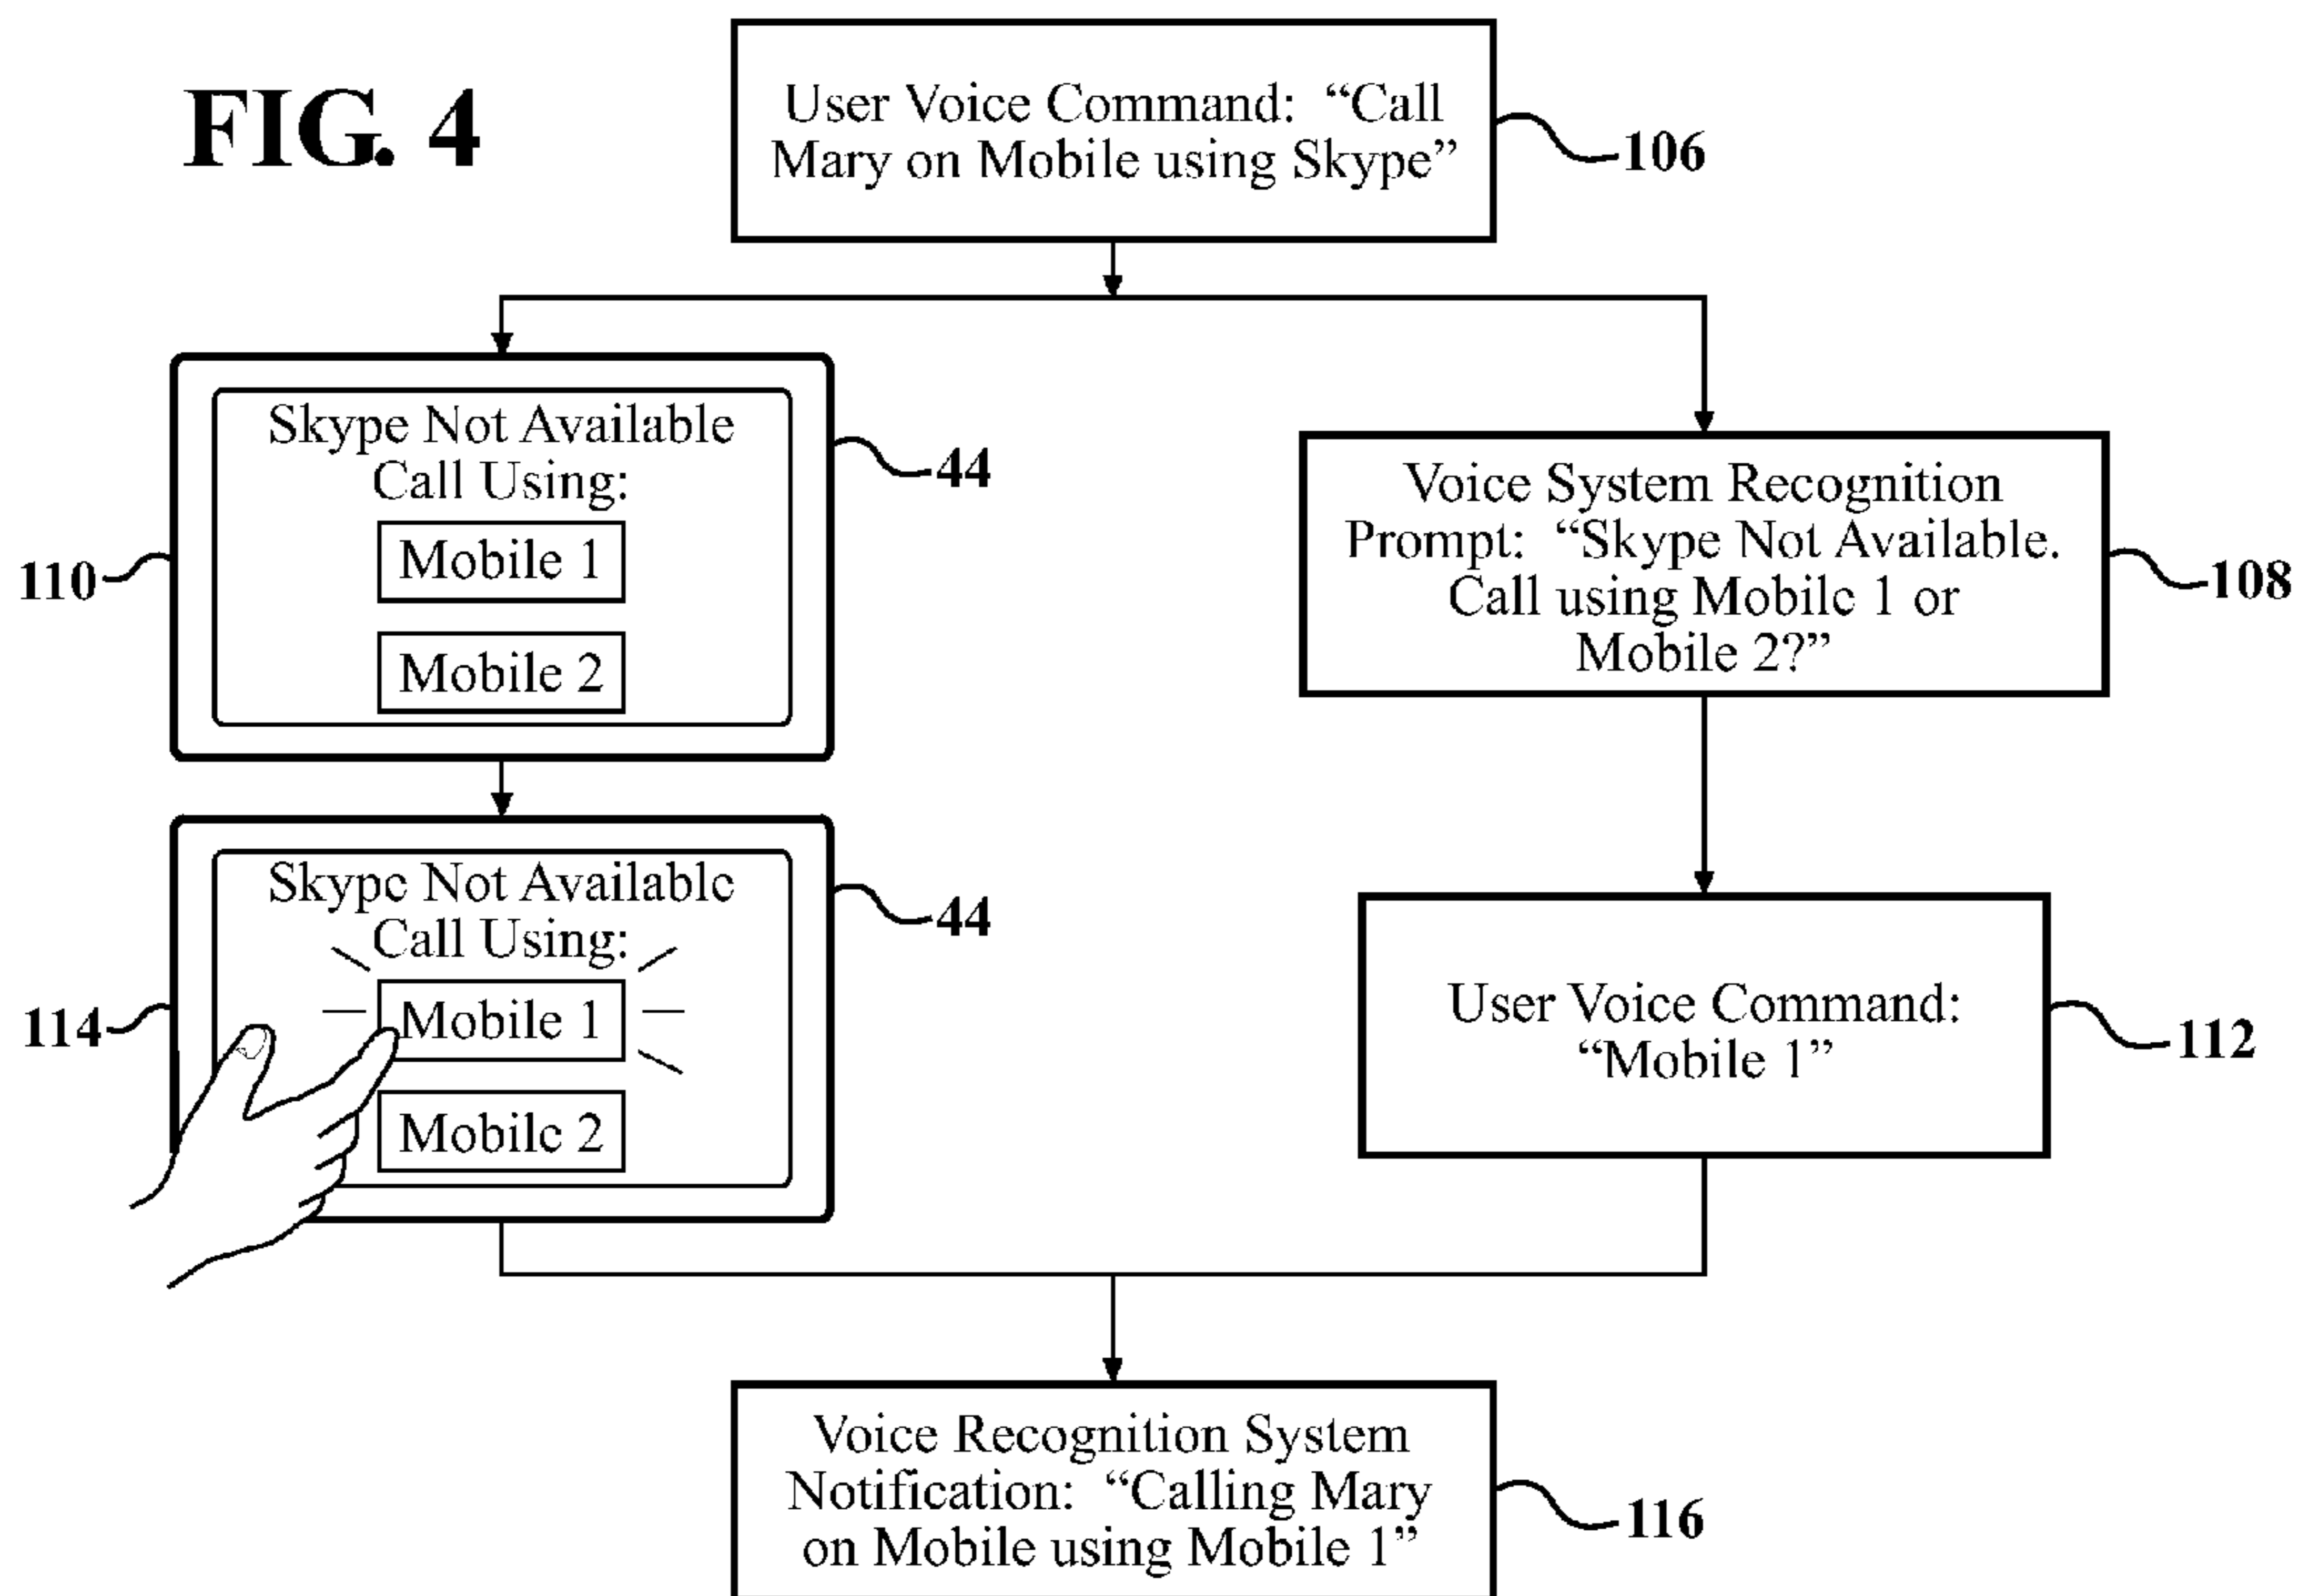 FIG. 4
User Voice Command: “Call
Mary on Mobile using Skype”
106
Skype Not Available
Call Using:
Mobile 1
Mobile 2
44
110
Voice System Recognition
Prompt: “Skype Not Available.
Call using Mobile 1 or
Mobile 2?”
108
Skype Not Available
Call Using:
Mobile 1
Mobile 2
44
114
User Voice Command:
“Mobile 1”
112
Voice Recognition System
Notification: “Calling Mary
on Mobile using Mobile 1”
116